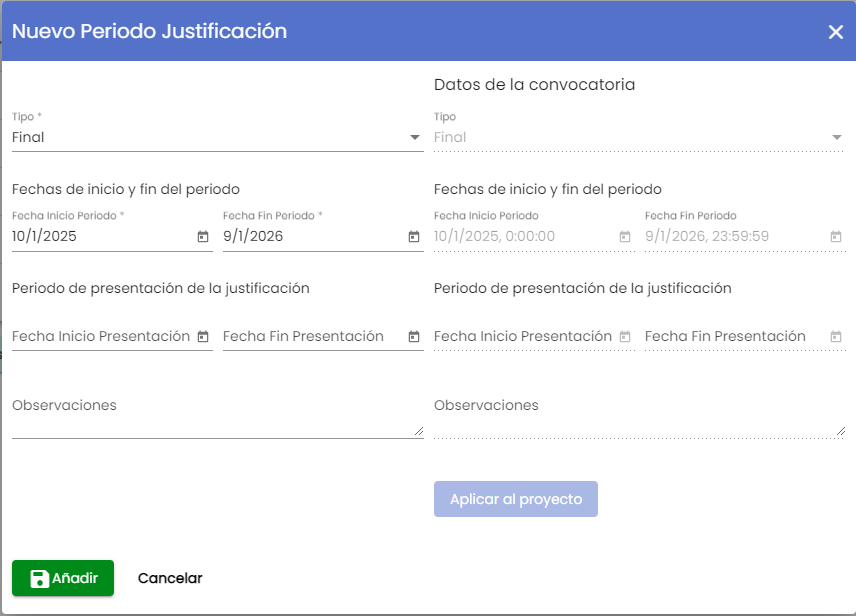 Nuevo Periodo Justificación
Datos de la convocatoria
Tipo *
Final
Tipo
Final
Fechas de inicio y fin del periodo
Fechas de inicio y fin del periodo
Fecha Inicio Periodo *
10/1/2025
Fecha Fin Periodo *
9/1/2026
Fecha Inicio Periodo
10/1/2025, 0:00:00
Fecha Fin Periodo
9/1/2026, 23:59:59
Periodo de presentación de la justificación
Periodo de presentación de la justificación
Fecha Inicio Presentación
Fecha Fin Presentación
Fecha Inicio Presentación
Fecha Fin Presentación
Observaciones
Observaciones
Aplicar al proyecto
Añadir
Cancelar